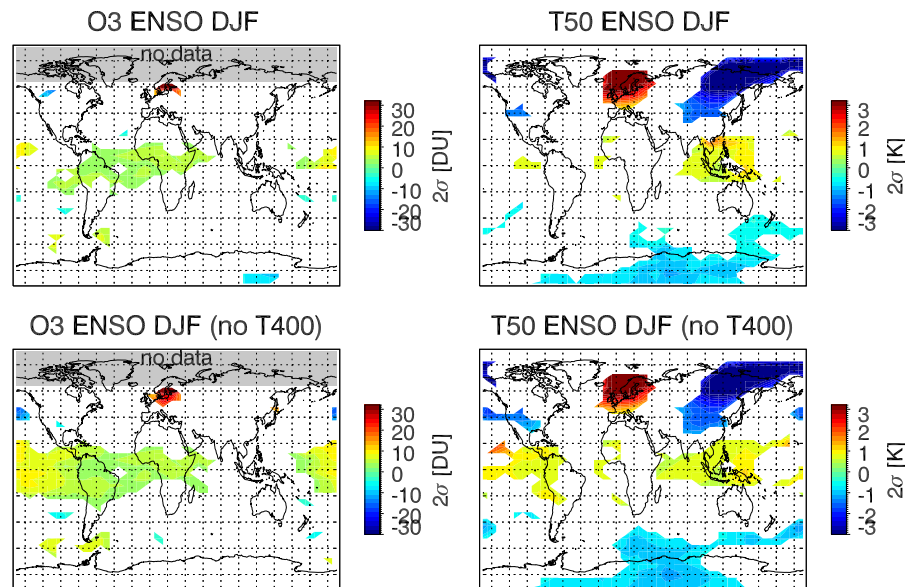 O3 ENSO DJF
no data
30
20
10
0
-10
-20
-30
2σ [DU]
T50 ENSO DJF
3
2
1
0
-1
-2
-3
2σ [K]
O3 ENSO DJF (no T400)
no data
30
20
10
0
-10
-20
-30
2σ [DU]
T50 ENSO DJF (no T400)
3
2
1
0
-1
-2
-3
2σ [K]